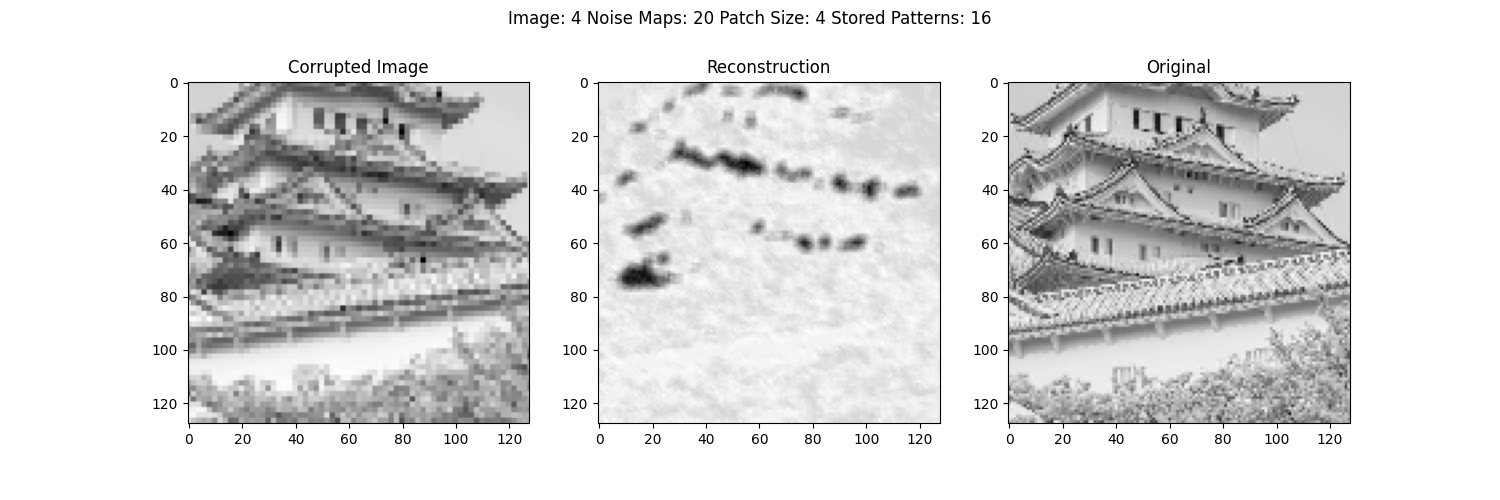 Image: 4 Noise Maps: 20 Patch Size: 4 Stored Patterns: 16
Corrupted Image Reconstruction Original
0 0 0
20 20 20
40 40 40
60 60 60
80 80 80
100 100 100
120 120 120
0 20 40 60 80 100 120 0 20 40 60 80 100 120 0 20 40 60 80 100 120